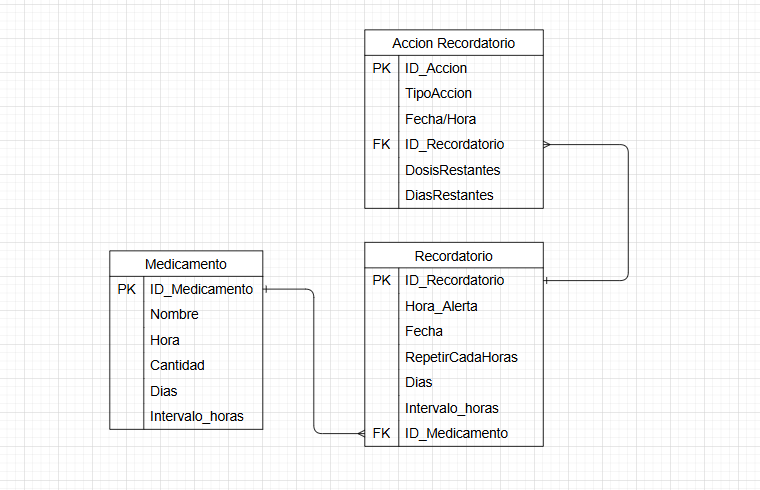 Accion Recordatorio
PK ID_Accion
TipoAccion
Fecha/Hora
FK ID_Recordatorio
DosisRestantes
DiasRestantes
Medicamento
PK ID_Medicamento
Nombre
Hora
Cantidad
Dias
Intervalo_horas
Recordatorio
PK ID_Recordatorio
Hora_Alerta
Fecha
RepetirCadaHoras
Dias
Intervalo_horas
FK ID_Medicamento